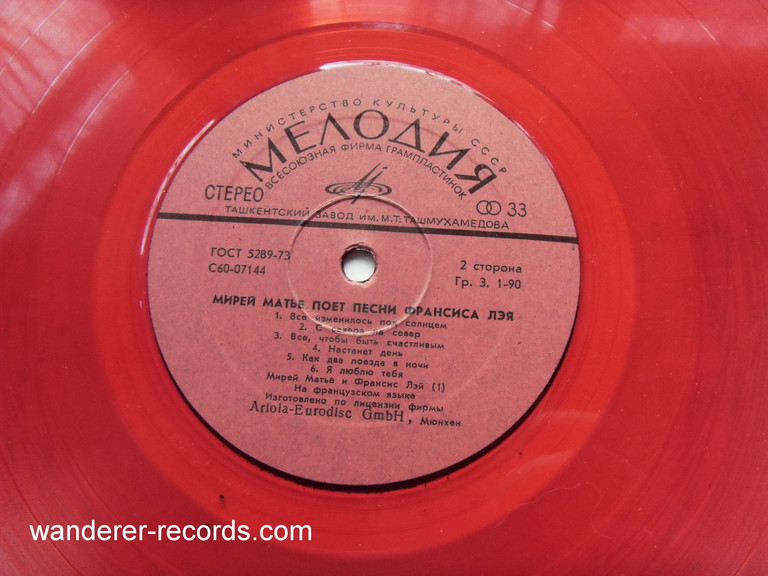 МИНИСТЕРСТВО КУЛЬТУРЫ СССР
МЕЛОДИЯ
ВСЕСОЮЗНАЯ ФИРМА ГРАМПЛАСТИНОК
СТЕРЕО
33
ТАШКЕНТСКИЙ ЗАВОД ИМ. М.Т. ТАШМУХАМЕДОВА
ГОСТ 5289-73
2 сторона
С60-07144
Гр. 3. 1-90
МИРЕЙ МАТЬЕ ПОЕТ ПЕСНИ ФРАНСИСА ЛЭЯ
1. Все изменилось под солнцем
2. С севера на север
3. Все, чтобы быть счастливым
4. Настанет день
5. Как два поезда в ночи
6. Я люблю тебя
Мирей Матье и Франсис Лэй (1)
На французском языке
Изготовлено по лицензии фирмы
Ariola-Eurodisc GmbH, Мюнхен
wanderer-records.com